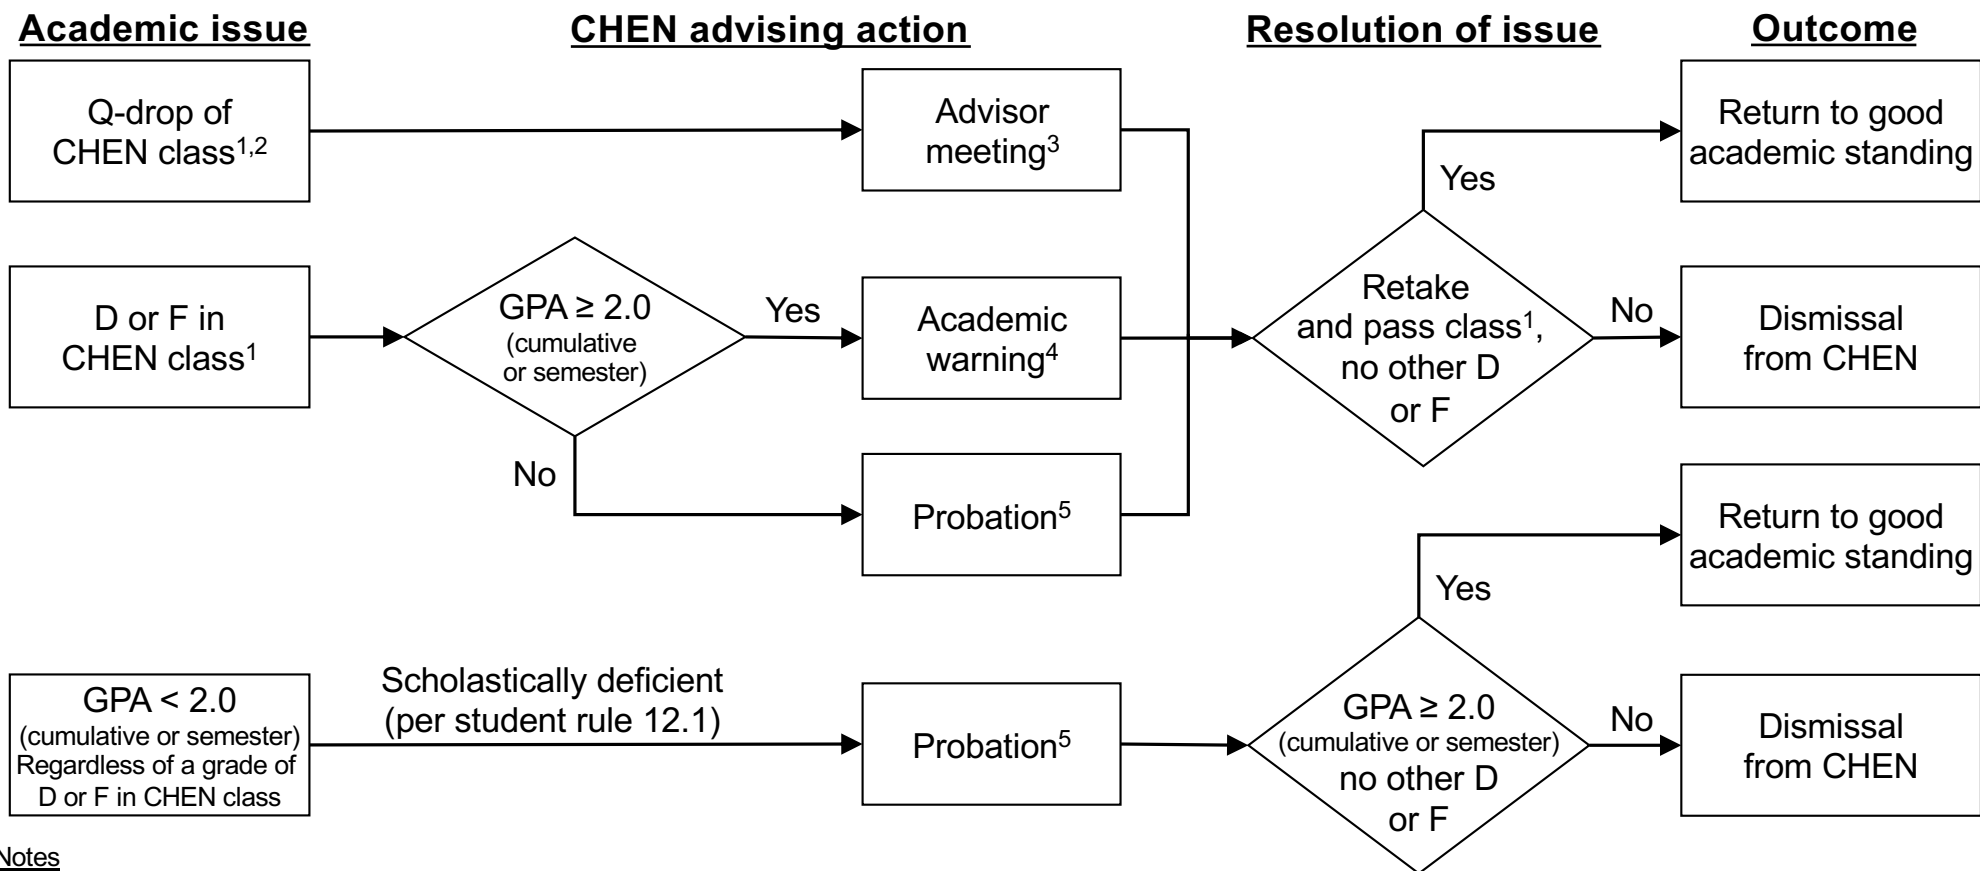 Academic issue
CHEN advising action
Resolution of issue
Outcome
Q-drop of
CHEN class1,2
Advisor
meeting3
Yes
Return to good
academic standing
D or F in
CHEN class1
GPA ≥ 2.0
(cumulative
or semester)
Yes
Academic
warning4
Retake
and pass class1,
no other D
or F
No
Dismissal
from CHEN
No
Probation5
Yes
Return to good
academic standing
GPA < 2.0
(cumulative or semester)
Regardless of a grade of
D or F in CHEN class
Scholastically deficient
(per student rule 12.1)
Probation5
GPA ≥ 2.0
(cumulative or semester)
no other D
or F
No
Dismissal
from CHEN
Notes